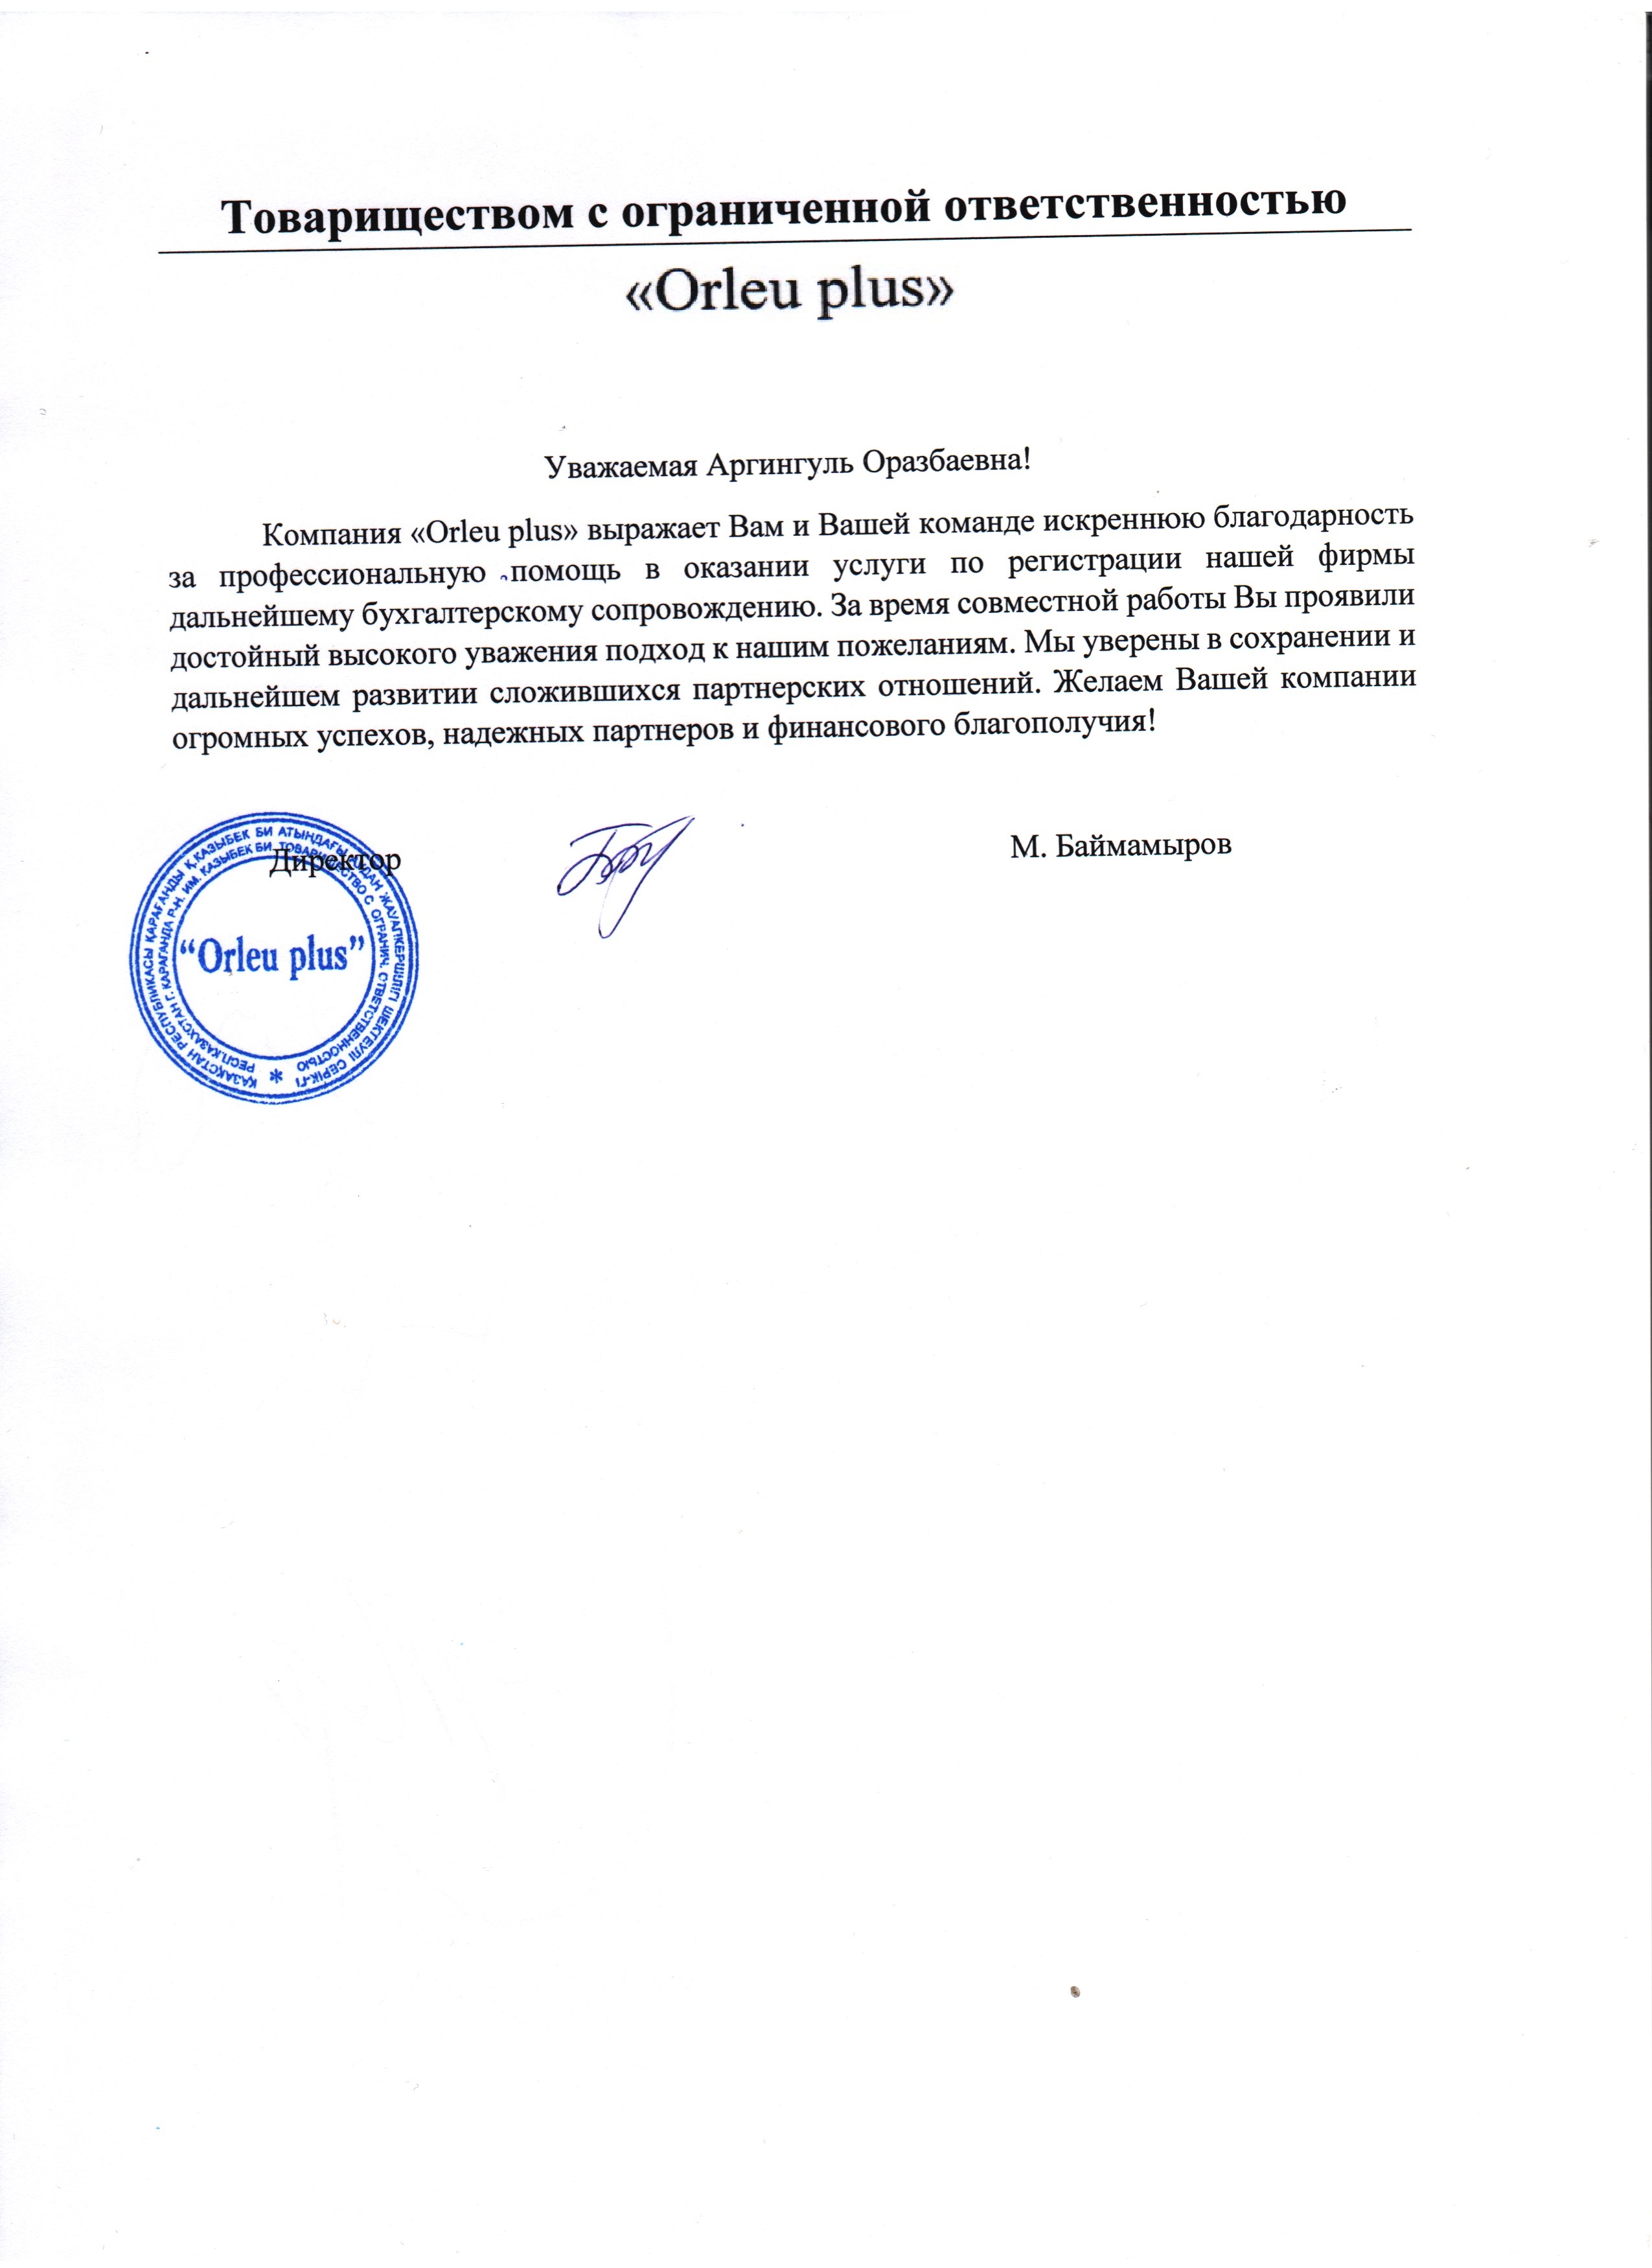 Товариществом с ограниченной ответственностью
«Orleu plus»
Уважаемая Аргингуль Оразбаевна!
Компания «Orleu plus» выражает Вам и Вашей команде искреннюю благодарность
за профессиональную помощь в оказании услуги по регистрации нашей фирмы
дальнейшему бухгалтерскому сопровождению. За время совместной работы Вы проявили
достойный высокого уважения подход к нашим пожеланиям. Мы уверены в сохранении и
дальнейшем развитии сложившихся партнерских отношений. Желаем Вашей компании
огромных успехов, надежных партнеров и финансового благополучия!
Директор
М. Баймамыров
ҚАЗАҚСТАН РЕСПУБЛИКАСЫ ҚАРАҒАНДЫ Қ.ҚАЗЫБЕК БИ АТЫНДАҒЫ АУДАН ЖАУАПКЕРШІЛІГІ ШЕКТЕУЛІ СЕРІК-ГІ
РЕСП.КАЗАХСТАН Г. КАРАГАНДА Р-Н. ИМ. КАЗЫБЕК БИ ТОВАРИЩЕСТВО С ОГРАНИЧ. ОТВЕТСТВЕННОСТЬЮ
“Orleu plus”